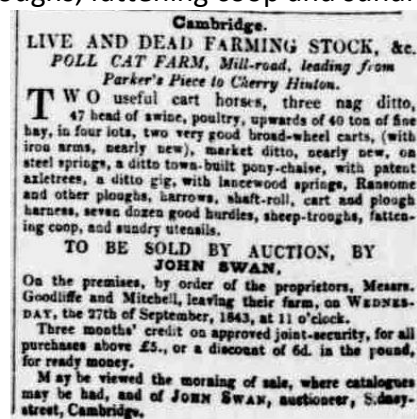 oughs, fattening coop and sundr
Cambridge.
LIVE AND DEAD FARMING STOCK, &c.
POLL CAT FARM, Mill-road, leading from
Parker's Piece to Cherry Hinton.
TWO useful cart horses, three nag ditto,
47 head of swine, poultry, upwards of 40 ton of fine
hay, in four lots, two very good broad-wheel carts, (with
iron arms, nearly new), market ditto, nearly new, on
steel springs, a ditto town-built pony-chaise, with patent
axletrees, a ditto gig, with lancewood springs, Ransome
and other ploughs, harrows, shaft-roll, cart and plough
harness, seven dozen good hurdles, sheep-troughs, fatten-
ing coop, and sundry utensils.
TO BE SOLD BY AUCTION, BY
JOHN SWAN,
On the premises, by order of the proprietors, Messrs.
Goodliffe and Mitchell, leaving their farm, on WEDNES-
DAY, the 27th of September, 1843, at 11 o'clock.
Three months' credit on approved joint-security, for all
purchases above £5., or a discount of 6d. in the pound,
for ready money.
May be viewed the morning of sale, where catalogues
may be had, and of JOHN SWAN, auctioneer, Sidney-
street, Cambridge.